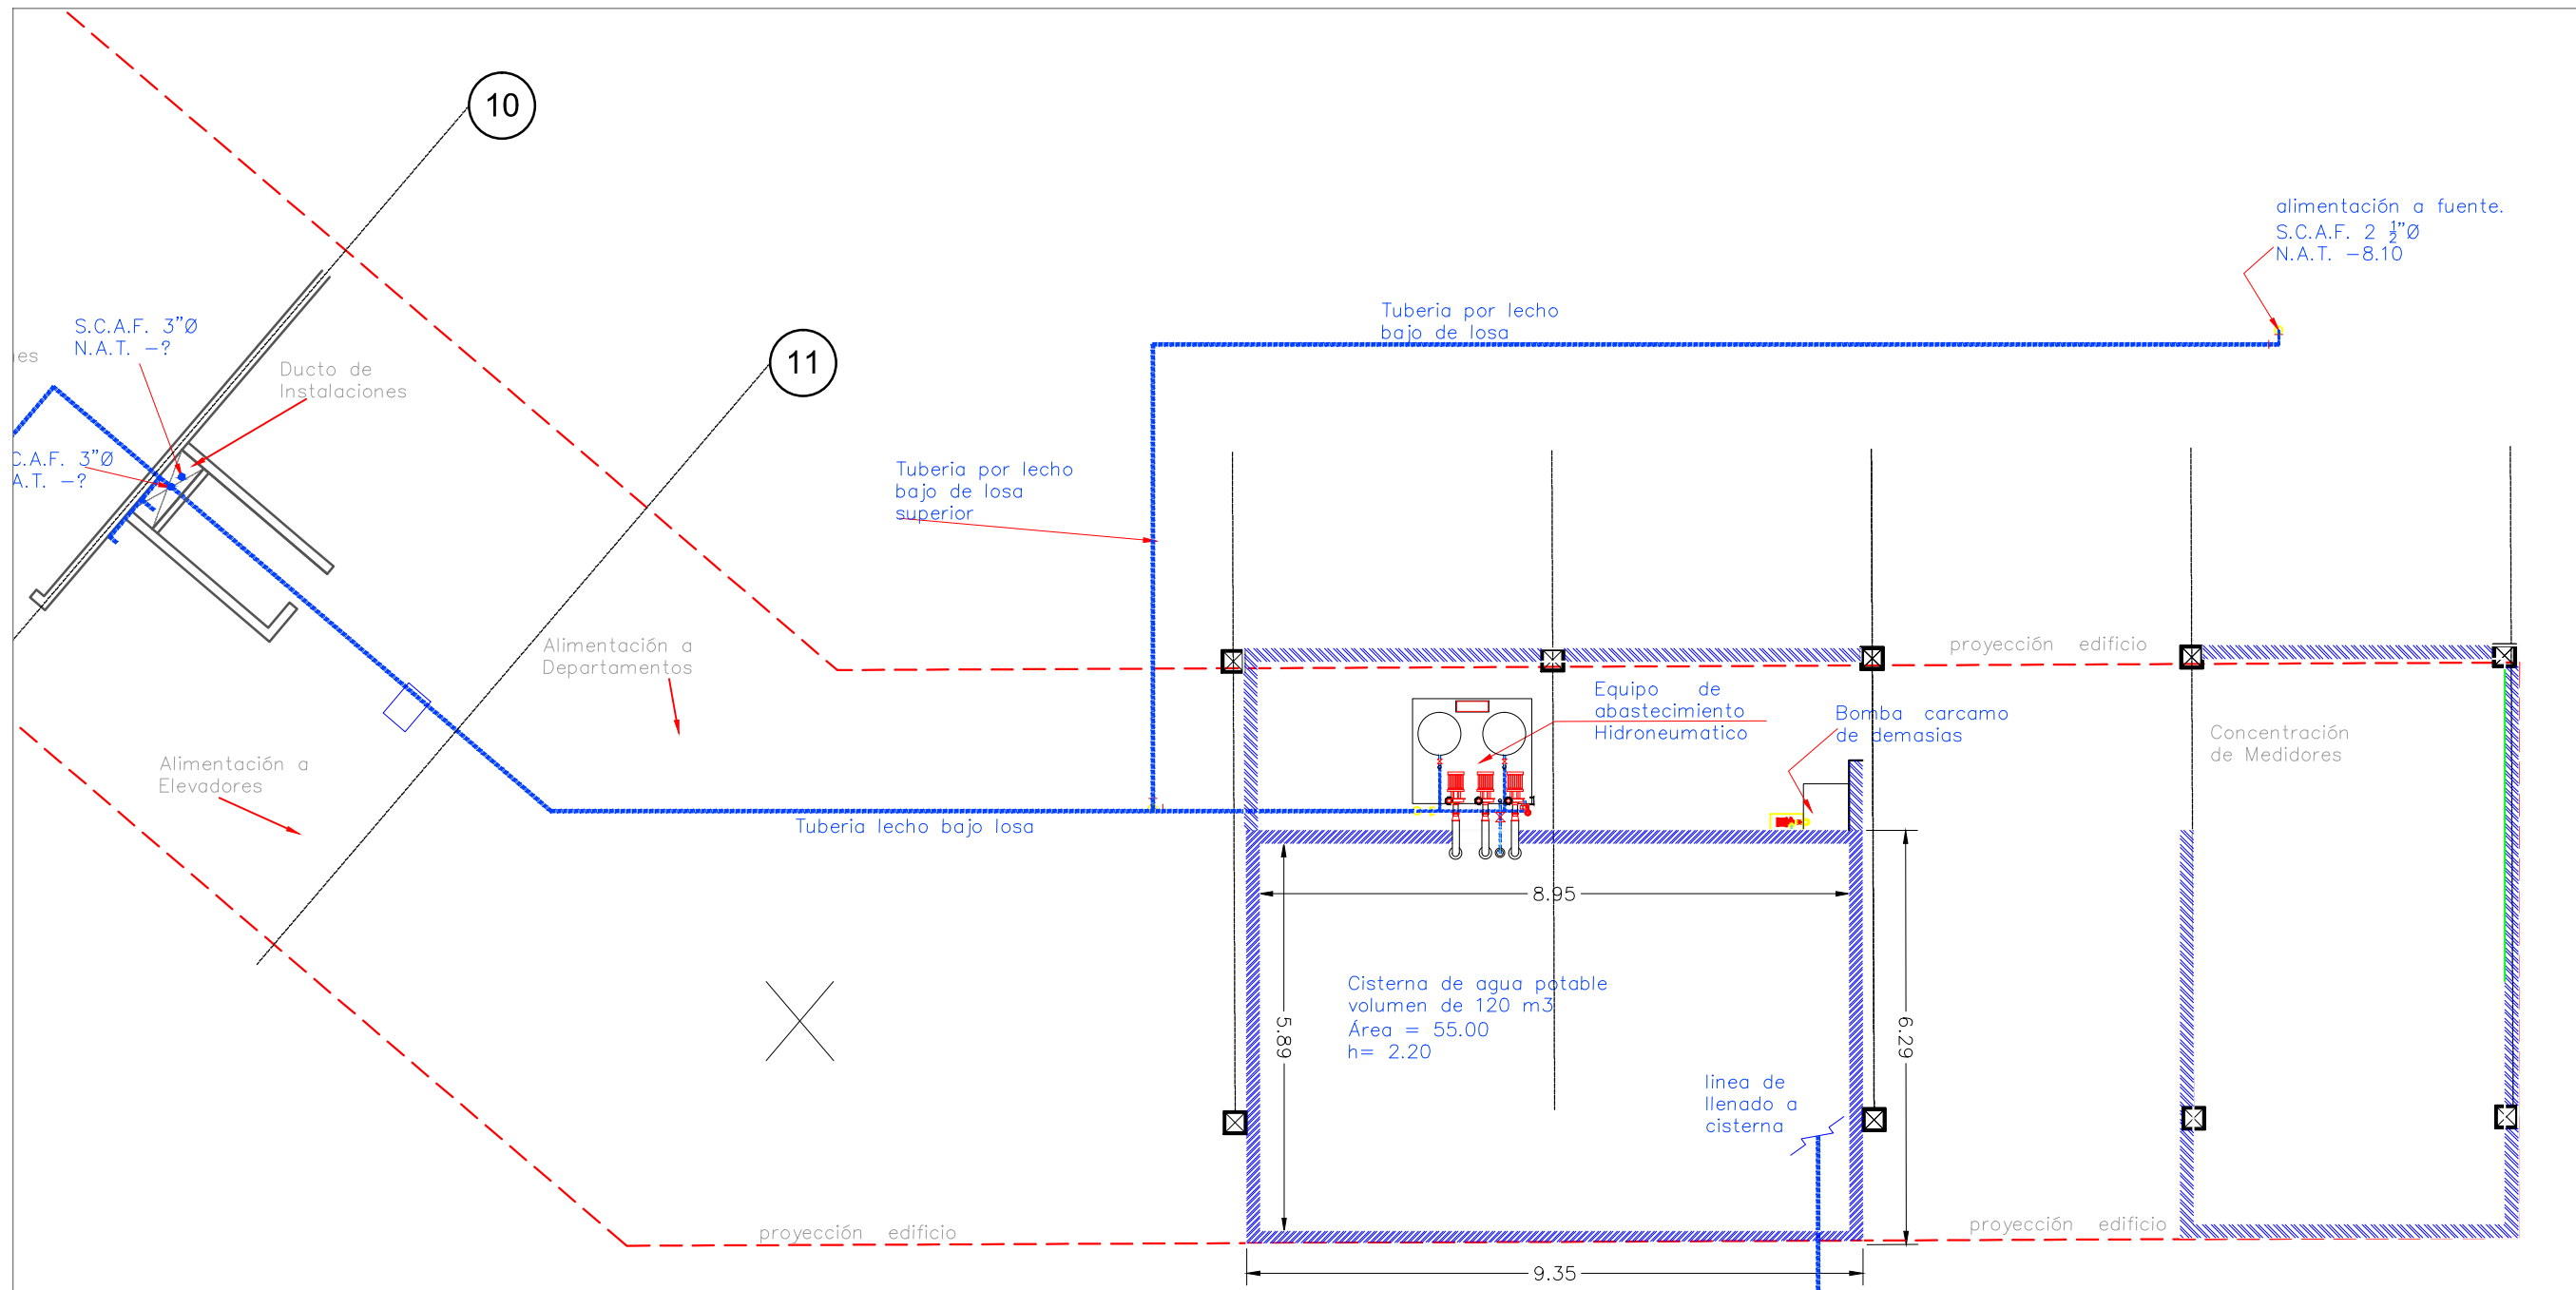 10
alimentación a fuente.
S.C.A.F. 2 ½"Ø
N.A.T. −8.10
Tuberia por lecho
bajo de losa
S.C.A.F. 3"Ø
N.A.T. −?
11
Ducto de
Instalaciones
C.A.F. 3"Ø
A.T. −?
Tuberia por lecho
bajo de losa
superior
Alimentación a
Departamentos
proyección edificio
Equipo de
abastecimiento
Hidroneumatico
Bomba carcamo
de demasias
Concentración
de Medidores
Alimentación a
Elevadores
Tuberia lecho bajo losa
8.95
Cisterna de agua potable
volumen de 120 m3
Área = 55.00
h= 2.20
5.89
6.29
linea de
llenado a
cisterna
proyección edificio
proyección edificio
9.35